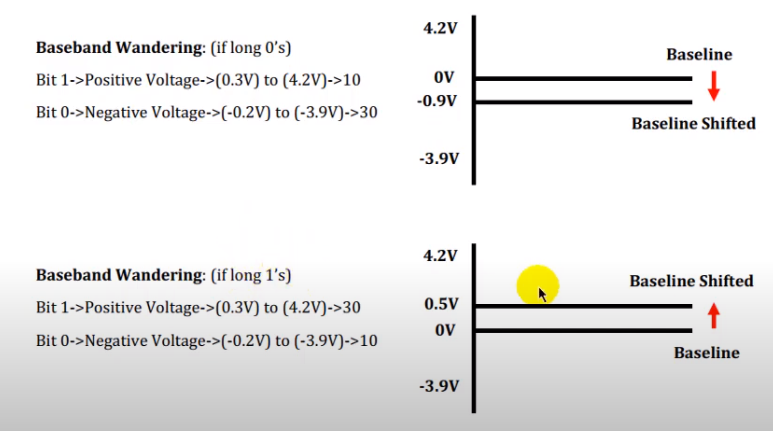 Baseband Wandering: (if long 0's)
Bit 1->Positive Voltage->(0.3V) to (4.2V)->10
Bit 0->Negative Voltage->(-0.2V) to (-3.9V)->30
4.2V
Baseline
0V
-0.9V
Baseline Shifted
-3.9V
Baseband Wandering: (if long 1's)
Bit 1->Positive Voltage->(0.3V) to (4.2V)->30
Bit 0->Negative Voltage->(-0.2V) to (-3.9V)->10
4.2V
Baseline Shifted
0.5V
0V
Baseline
-3.9V